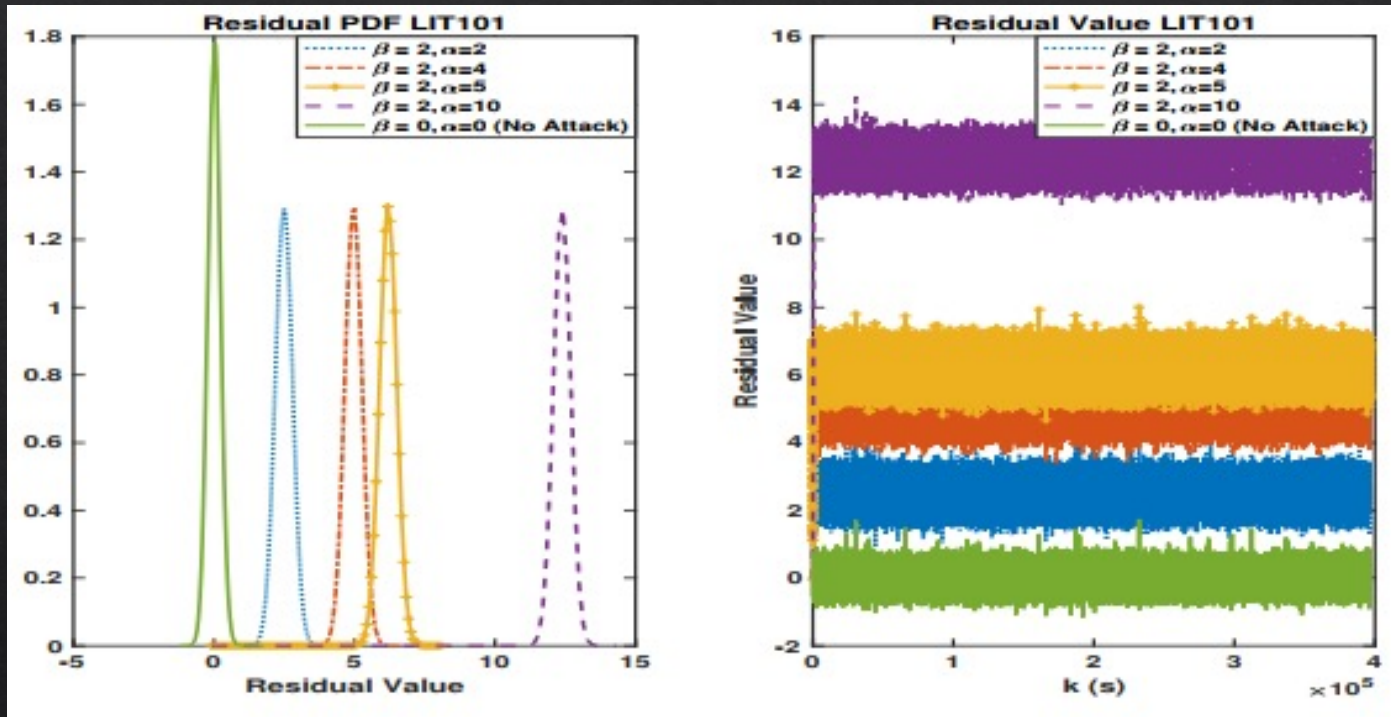 Residual PDF LIT101
1.8
1.6
1.4
1.2
1
0.8
0.6
0.4
0.2
0
-5
0
5
10
15
Residual Value
β = 2, α=2
β = 2, α=4
β = 2, α=5
β = 2, α=10
β = 0, α=0 (No Attack)
Residual Value LIT101
16
14
12
10
8
6
4
2
0
-2
Residual Value
0
1
2
3
4
k (s)
×10⁵
β = 2, α=2
β = 2, α=4
β = 2, α=5
β = 2, α=10
β = 0, α=0 (No Attack)